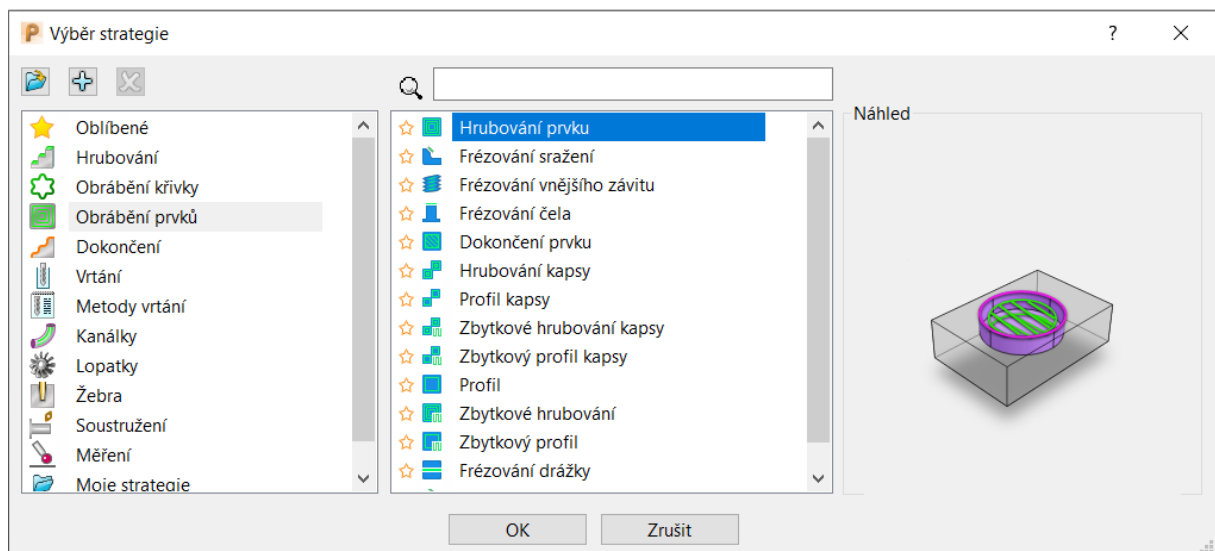 Výběr strategie
?
Oblíbené
Hrubování
Obrábění křivky
Obrábění prvků
Dokončení
Vrtání
Metody vrtání
Kanálky
Lopatky
Žebra
Soustružení
Měření
Moje strategie
Hrubování prvku
Frézování sražení
Frézování vnějšího závitu
Frézování čela
Dokončení prvku
Hrubování kapsy
Profil kapsy
Zbytkové hrubování kapsy
Zbytkový profil kapsy
Profil
Zbytkové hrubování
Zbytkový profil
Frézování drážky
Náhled
OK
Zrušit